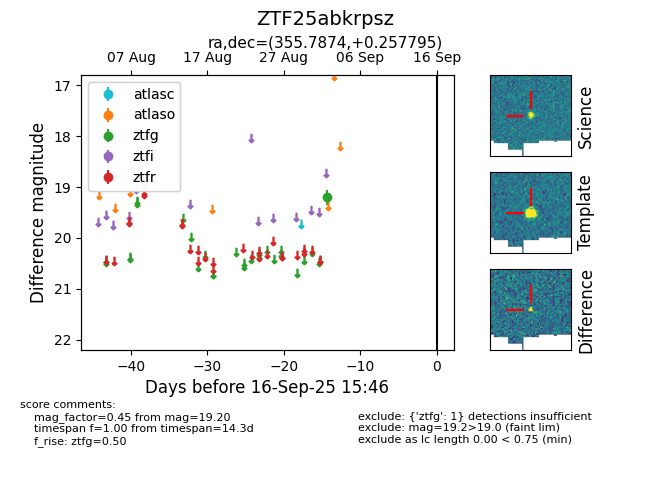 ZTF25abkrpsz
ra,dec=(355.7874,+0.257795)
07 Aug 17 Aug 27 Aug 06 Sep 16 Sep
17
18
19
20
21
22
Difference magnitude
atlasc
atlaso
ztfg
ztfi
ztfr
−40 −30 −20 −10 0
Days before 16-Sep-25 15:46
Science
Template
Difference
score comments:
mag_factor=0.45 from mag=19.20
timespan f=1.00 from timespan=14.3d
f_rise: ztfg=0.50
exclude: {'ztfg': 1} detections insufficient
exclude: mag=19.2>19.0 (faint lim)
exclude as lc length 0.00 < 0.75 (min)